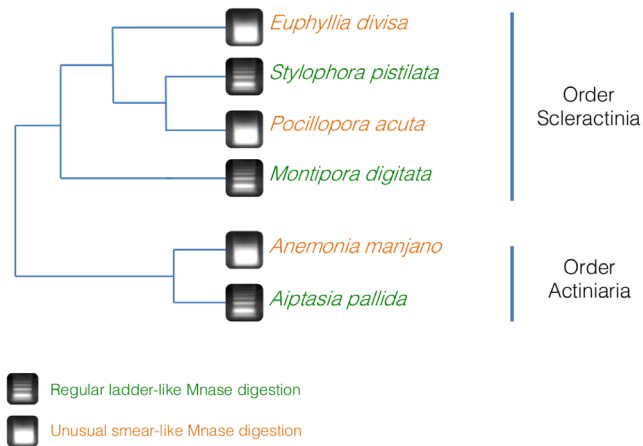 Euphyllia divisa
Stylophora pistilata
Pocillopora acuta
Montipora digitata
Order
Scleractinia
Anemonia manjano
Aiptasia pallida
Order
Actiniaria
Regular ladder-like Mnase digestion
Unusual smear-like Mnase digestion